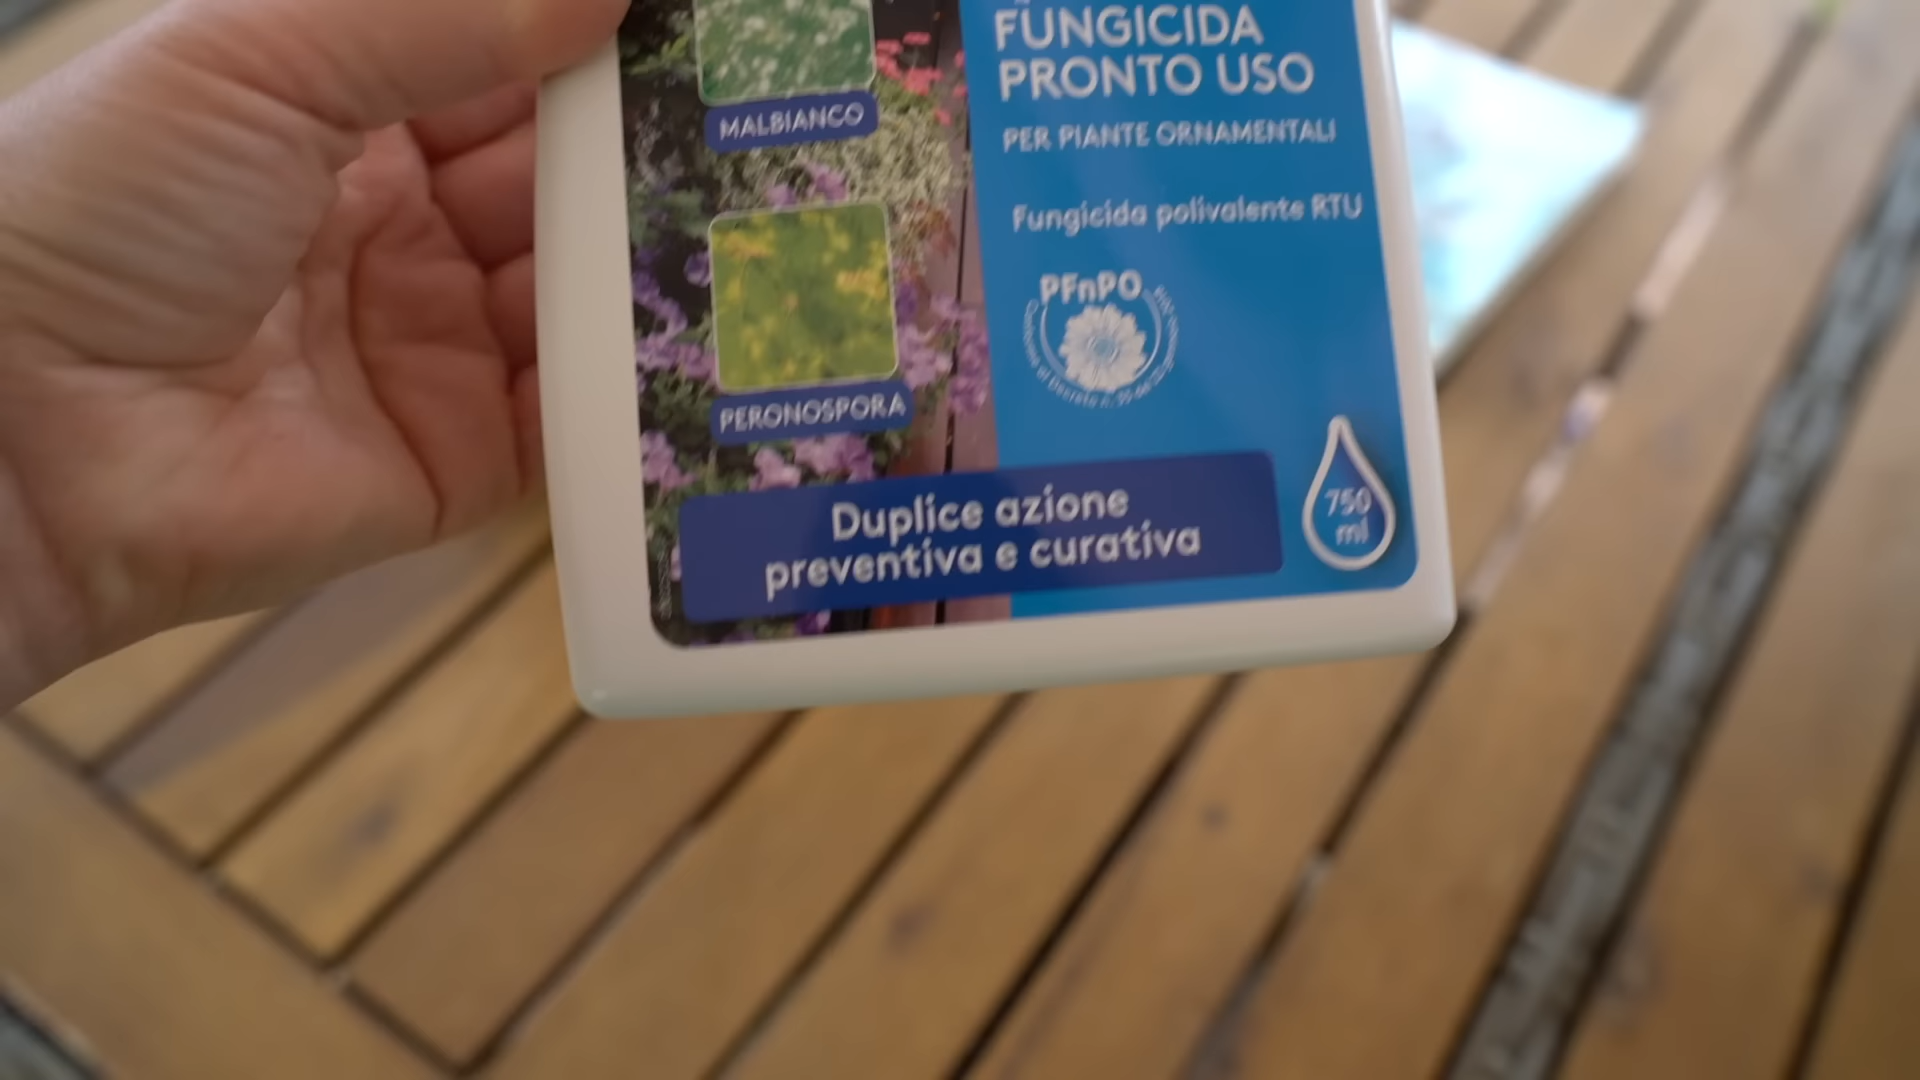 MALBIANCO
PERONOSPORA
FUNGICIDA
PRONTO USO
PER PIANTE ORNAMENTALI
Fungicida polivalente RTU
PFnPO
Duplice azione
preventiva e curativa
750
ml